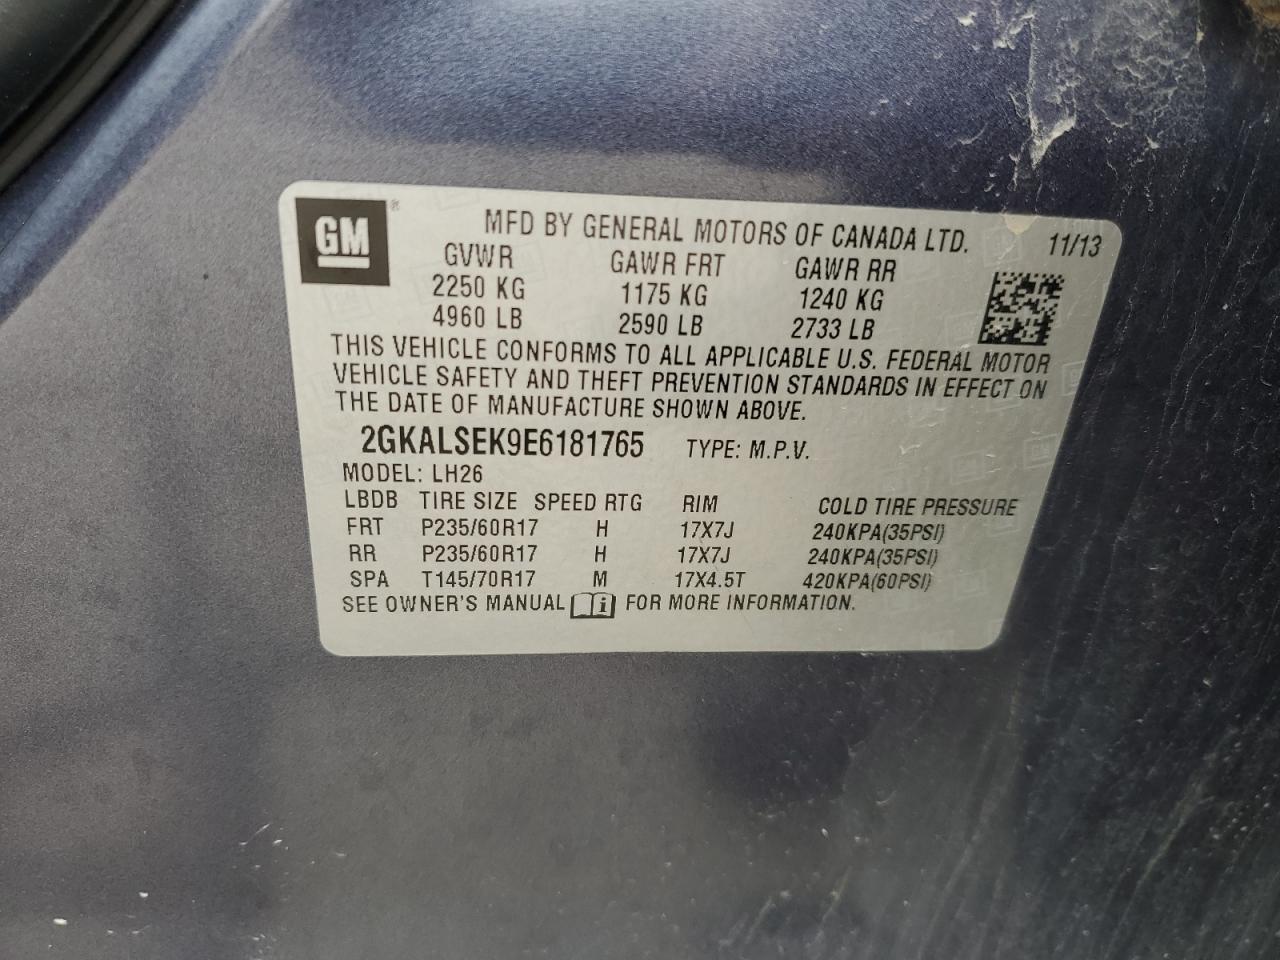 GM®
MFD BY GENERAL MOTORS OF CANADA LTD. 11/13
GVWR GAWR FRT GAWR RR
2250 KG 1175 KG 1240 KG
4960 LB 2590 LB 2733 LB
THIS VEHICLE CONFORMS TO ALL APPLICABLE U.S. FEDERAL MOTOR
VEHICLE SAFETY AND THEFT PREVENTION STANDARDS IN EFFECT ON
THE DATE OF MANUFACTURE SHOWN ABOVE.
2GKALSEK9E6181765 TYPE: M.P.V.
MODEL: LH26
LBDB TIRE SIZE SPEED RTG RIM COLD TIRE PRESSURE
FRT P235/60R17 H 17X7J 240KPA(35PSI)
RR P235/60R17 H 17X7J 240KPA(35PSI)
SPA T145/70R17 M 17X4.5T 420KPA(60PSI)
SEE OWNER'S MANUAL FOR MORE INFORMATION.